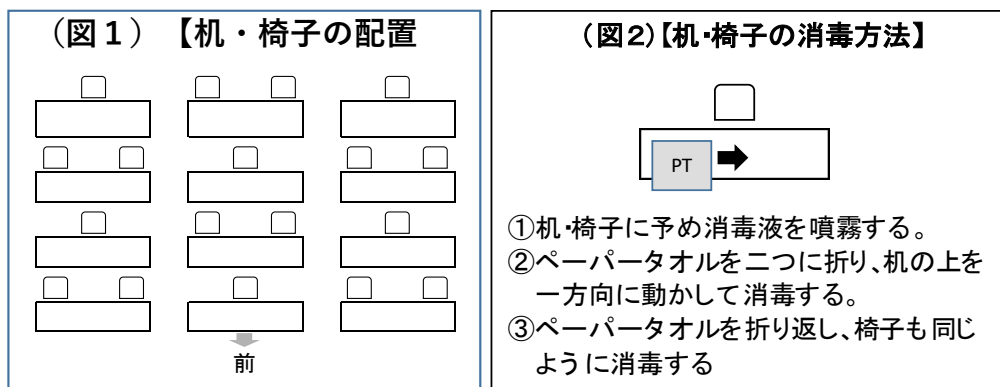 （図１）【机・椅子の配置
前
（図２）【机・椅子の消毒方法】
PT
①机・椅子に予め消毒液を噴霧する。
②ペーパータオルを二つに折り、机の上を
一方向に動かして消毒する。
③ペーパータオルを折り返し、椅子も同じ
ように消毒する